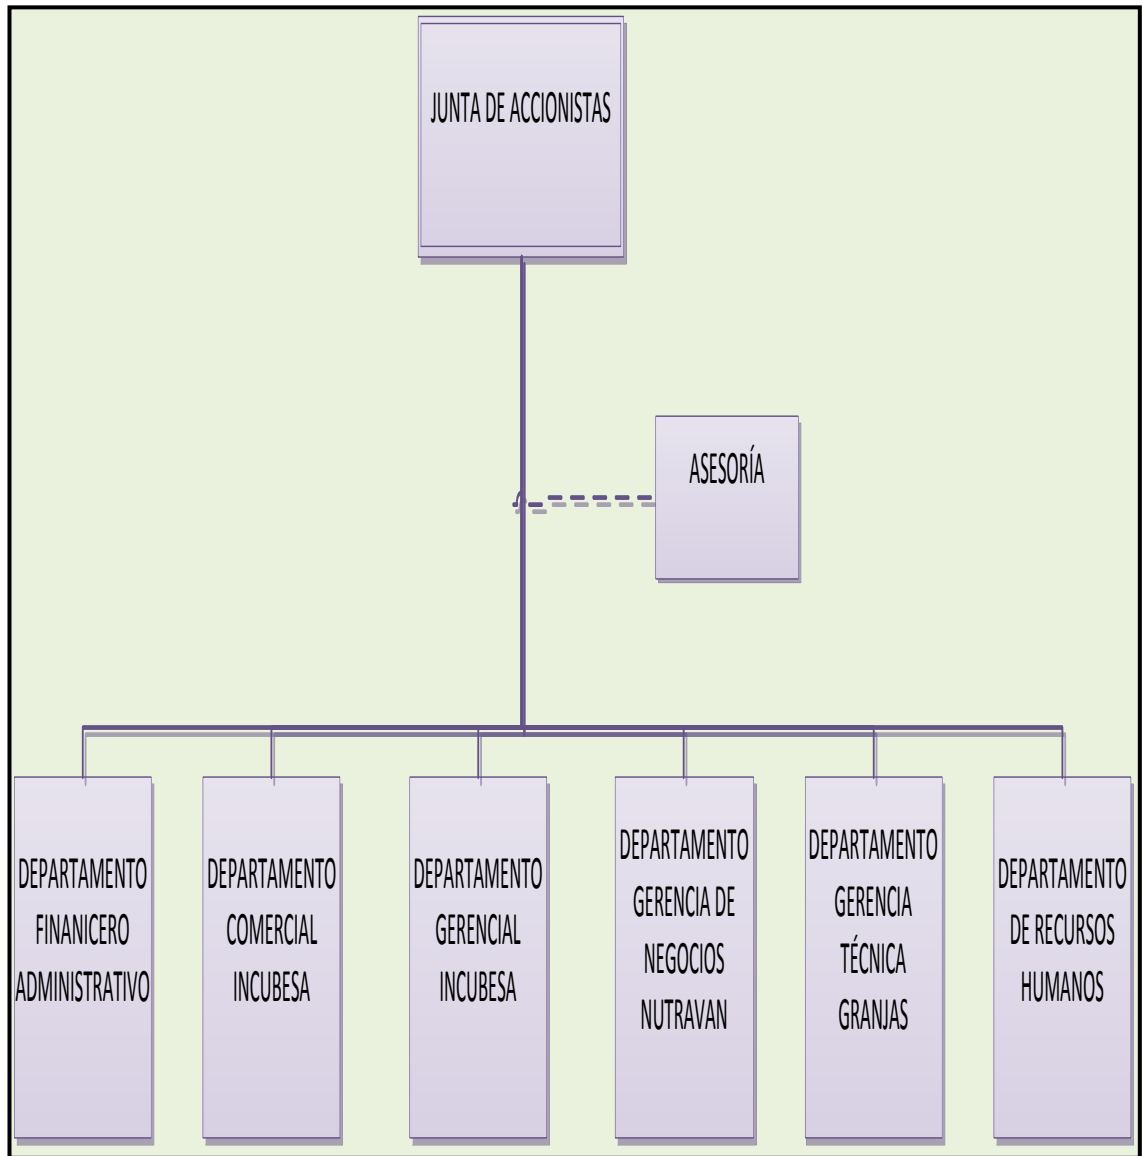 JUNTA DE ACCIONISTAS
ASESORÍA
DEPARTAMENTO
FINANICERO
ADMINISTRATIVO
DEPARTAMENTO
COMERCIAL
INCUBESA
DEPARTAMENTO
GERENCIAL
INCUBESA
DEPARTAMENTO
GERENCIA DE
NEGOCIOS
NUTRAVAN
DEPARTAMENTO
GERENCIA
TÉCNICA
GRANJAS
DEPARTAMENTO
DE RECURSOS
HUMANOS